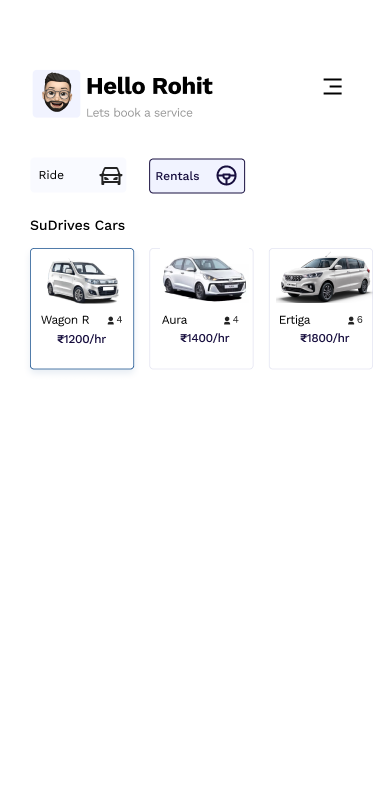 Hello Rohit
Lets book a service
Ride
Rentals
SuDrives Cars
Wagon R 4
₹1200/hr
Aura 4
₹1400/hr
Ertiga 6
₹1800/hr